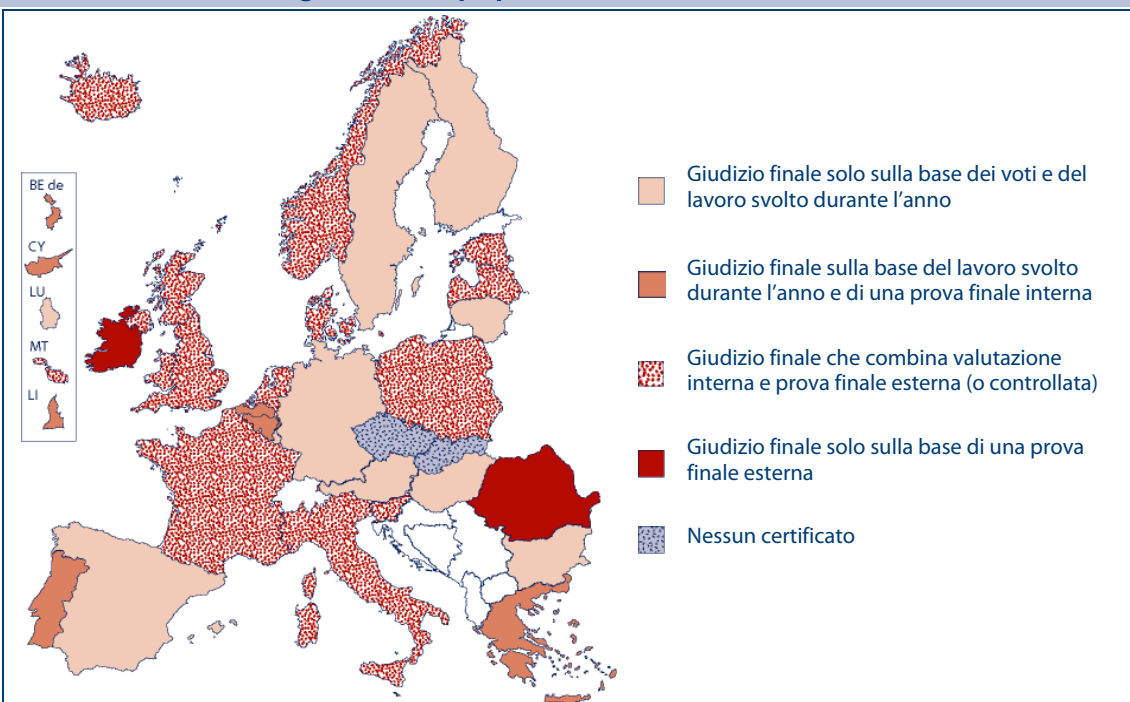 BE de
CY
LU
MT
LI
Giudizio finale solo sulla base dei voti e del
lavoro svolto durante l'anno
Giudizio finale sulla base del lavoro svolto
durante l'anno e di una prova finale interna
Giudizio finale che combina valutazione
interna e prova finale esterna (o controllata)
Giudizio finale solo sulla base di una prova
finale esterna
Nessun certificato